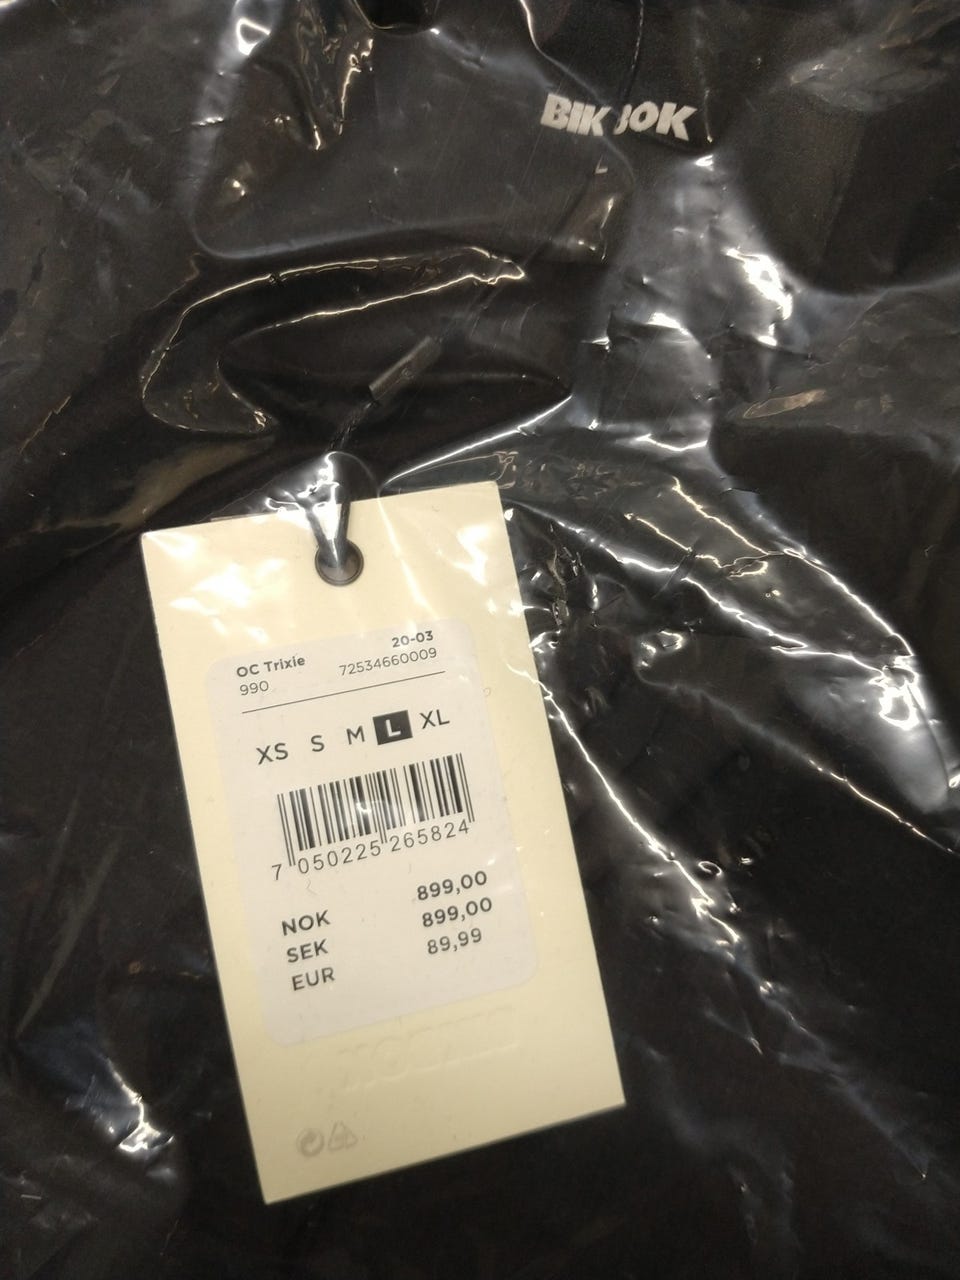 BIK BOK
L
OC Trixie 20-03
990 72534660009
XS S M L XL
7 050225 265824
NOK 899,00
SEK 899,00
EUR 89,99
BIKBOK